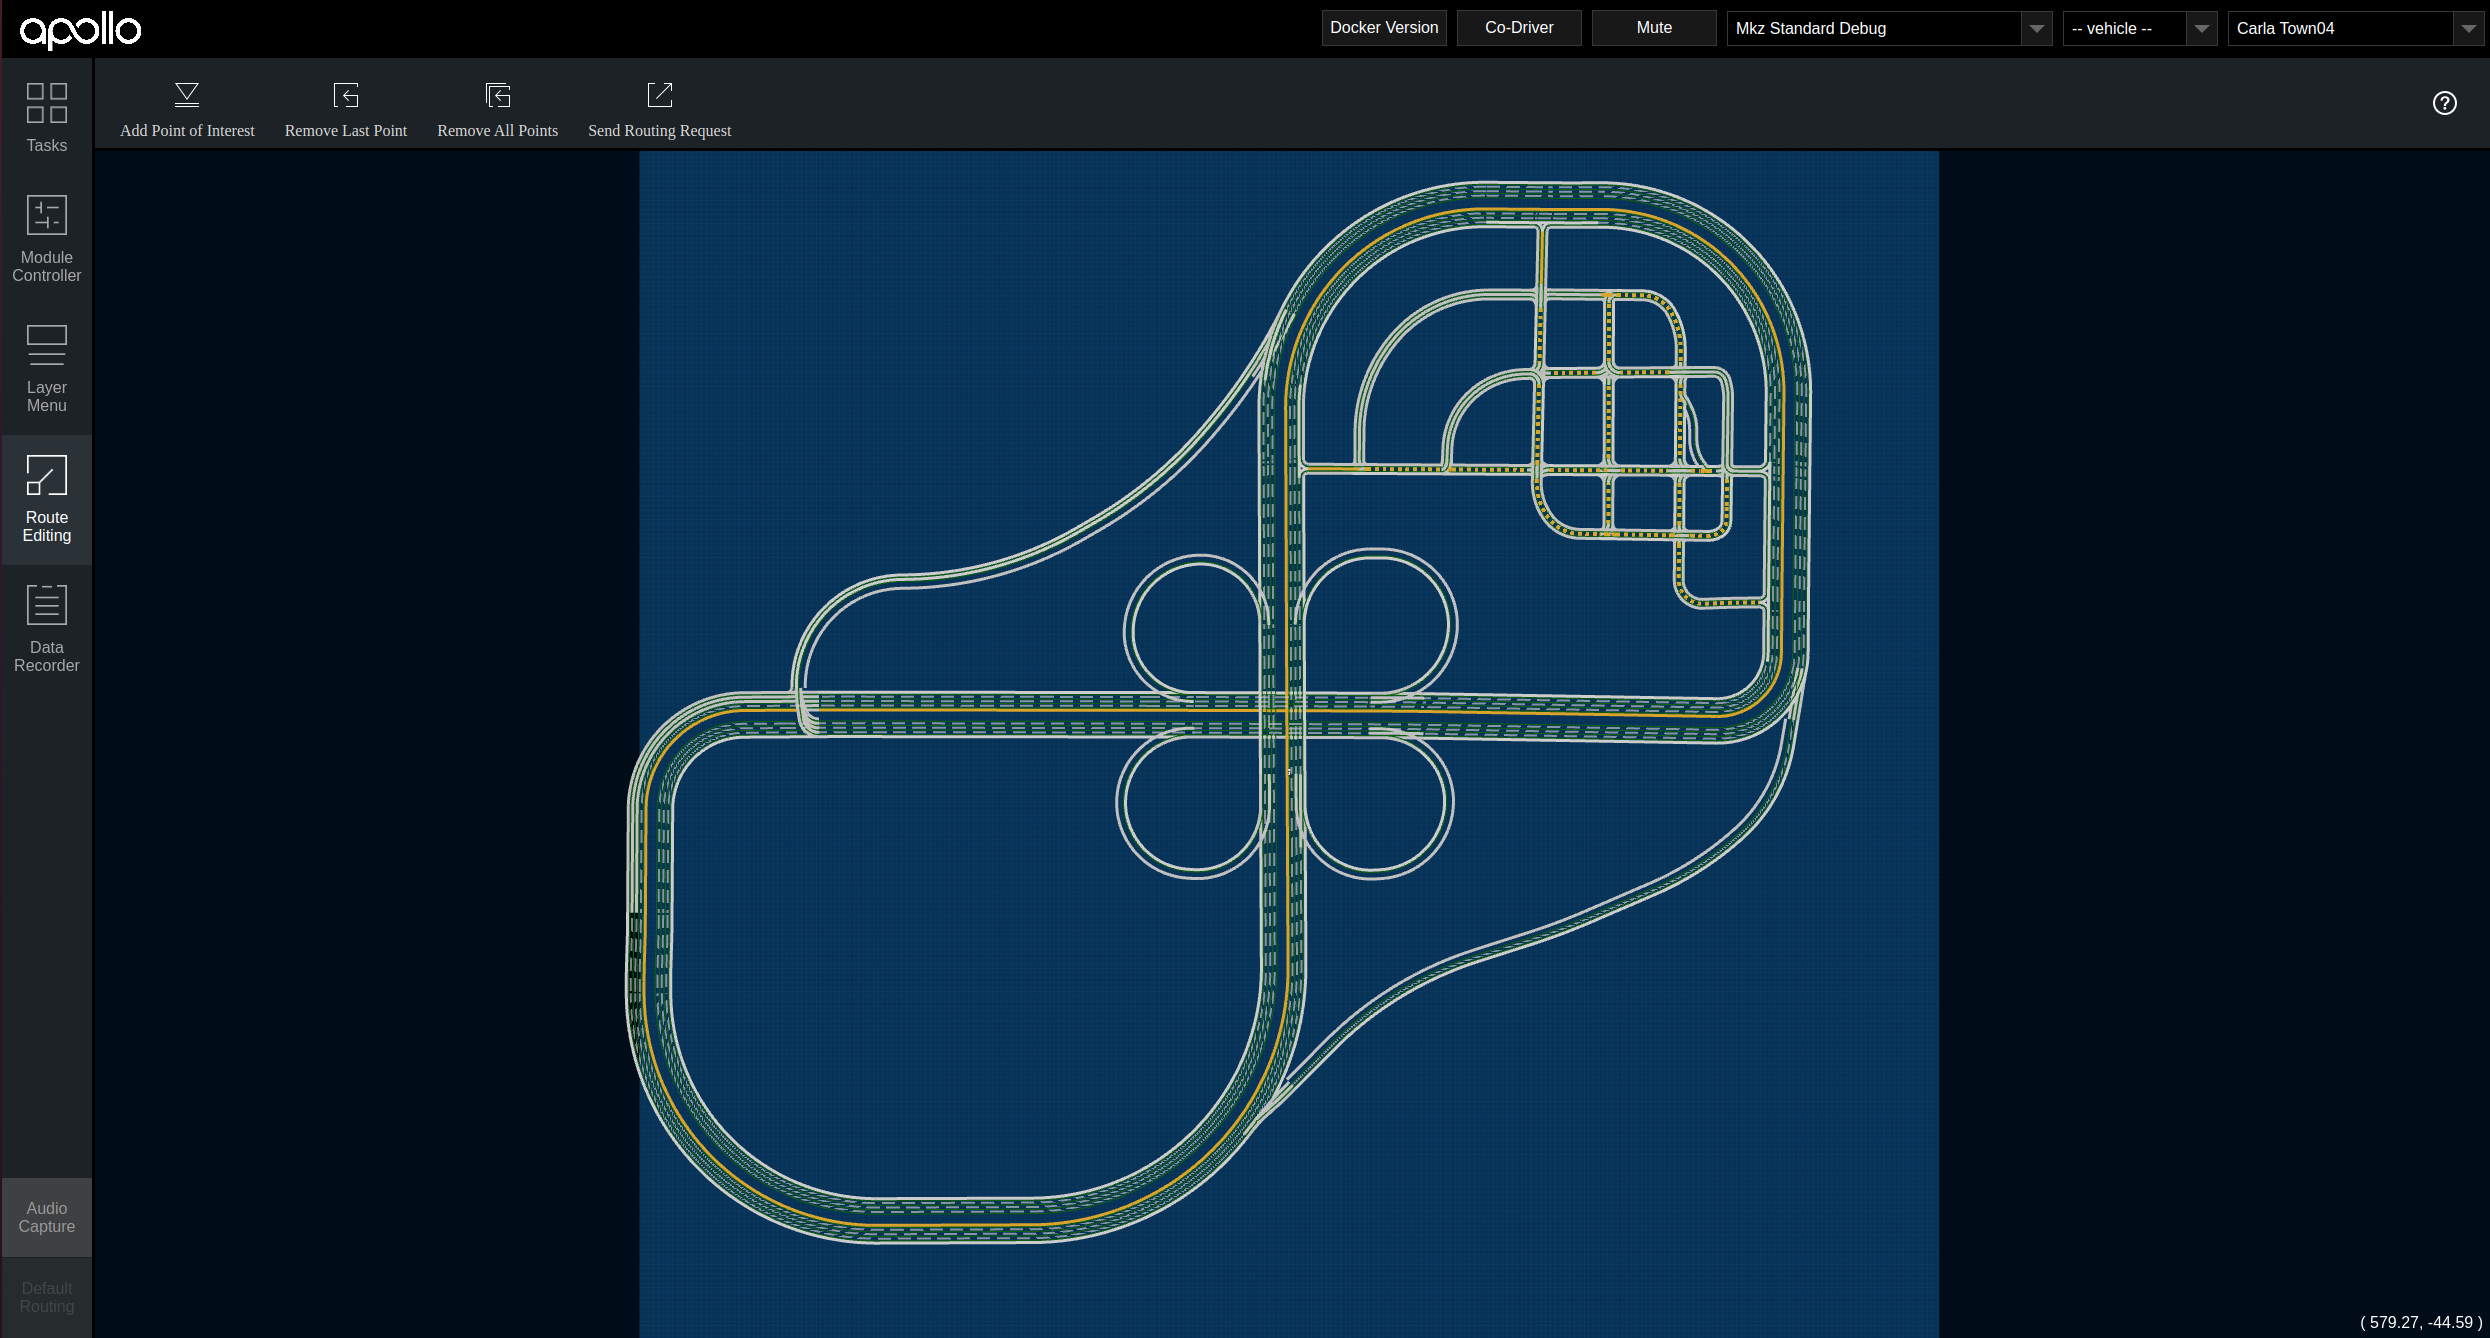 apollo
Docker Version
Co-Driver
Mute
Mkz Standard Debug
-- vehicle --
Carla Town04
Add Point of Interest
Remove Last Point
Remove All Points
Send Routing Request
?
Tasks
Module
Controller
Layer
Menu
Route
Editing
Data
Recorder
Audio
Capture
Default
Routing
( 579.27, -44.59 )